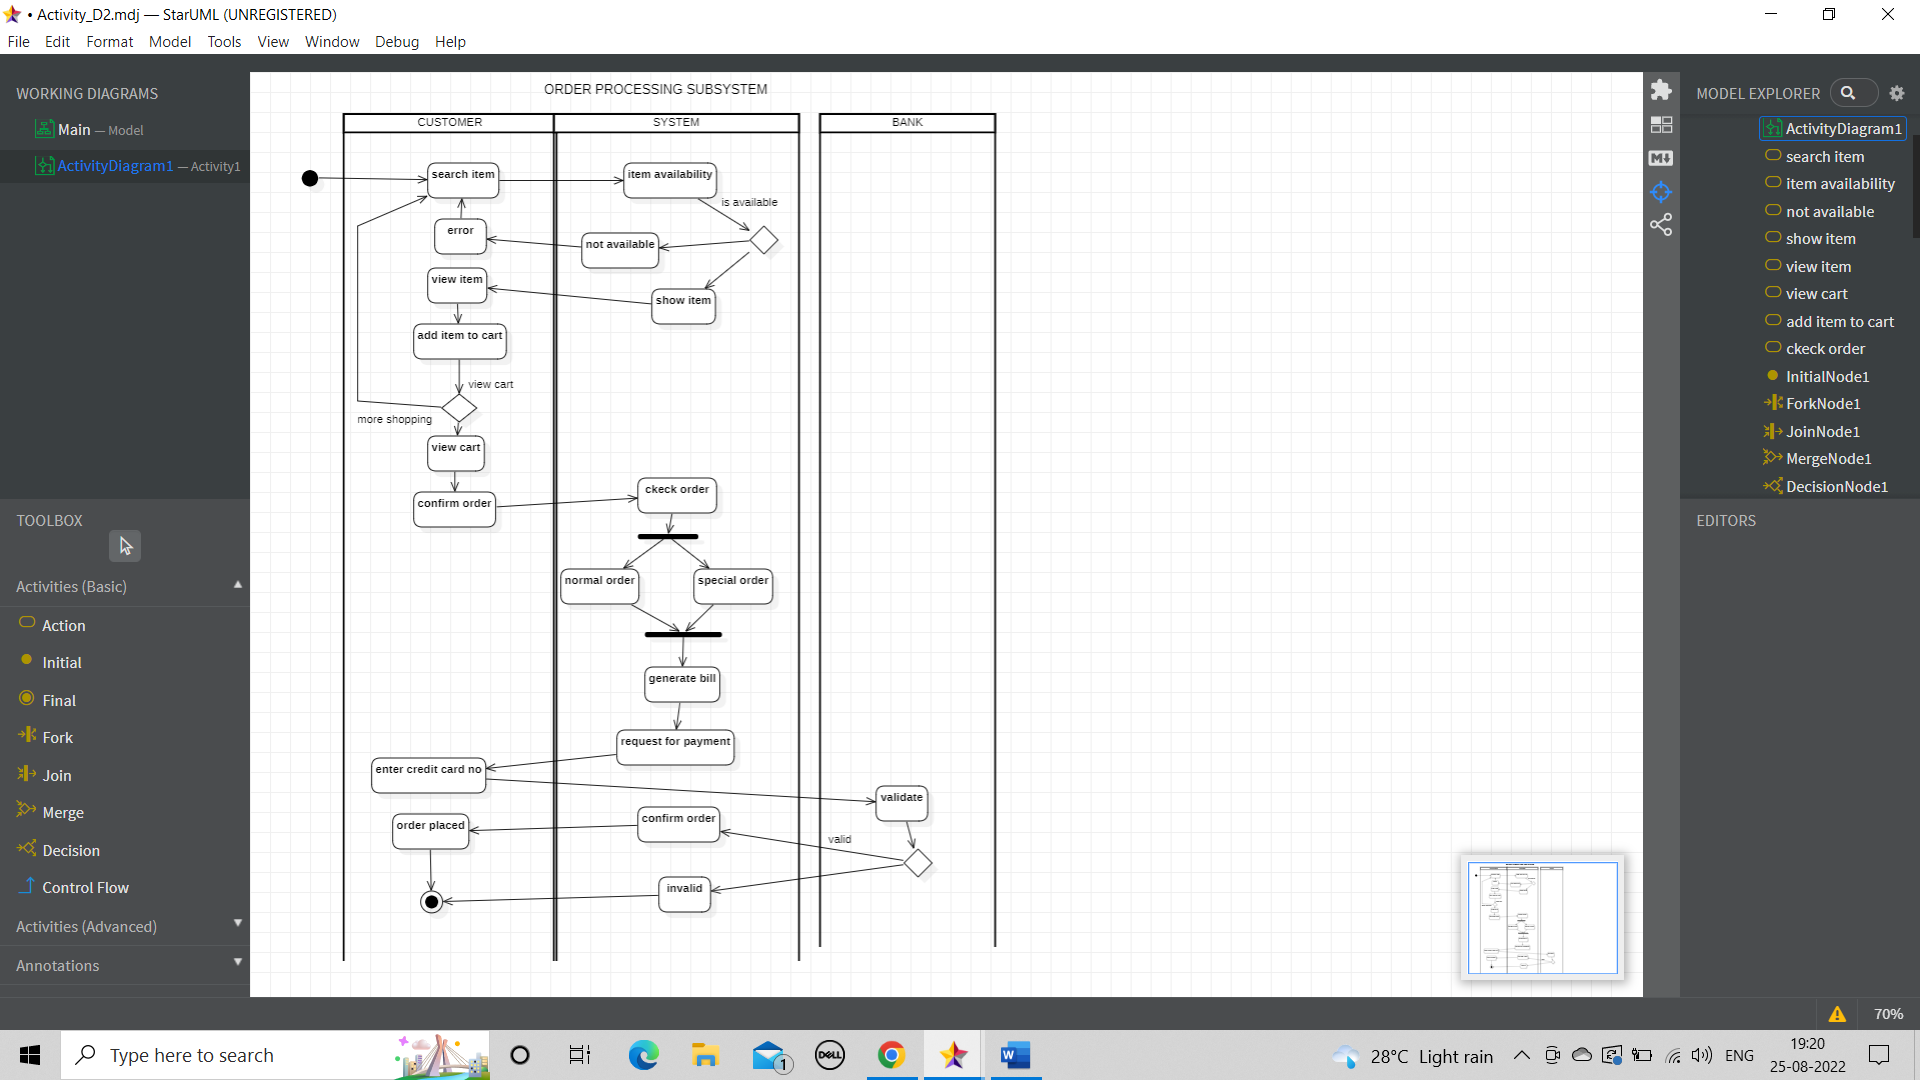 • Activity_D2.mdj — StarUML (UNREGISTERED)
File Edit Format Model Tools View Window Debug Help
WORKING DIAGRAMS
Main — Model
ActivityDiagram1 — Activity1
TOOLBOX
Activities (Basic)
Action
Initial
Final
Fork
Join
Merge
Decision
Control Flow
Activities (Advanced)
Annotations
ORDER PROCESSING SUBSYSTEM
CUSTOMER SYSTEM BANK
search item item availability
is available
error not available
view item show item
add item to cart
view cart
more shopping
view cart
confirm order ckeck order
normal order special order
generate bill
request for payment
enter credit card no
validate
order placed confirm order
valid
invalid
MODEL EXPLORER
ActivityDiagram1
search item
item availability
not available
show item
view item
view cart
add item to cart
ckeck order
InitialNode1
ForkNode1
JoinNode1
MergeNode1
DecisionNode1
EDITORS
M
70%
Type here to search
1
DELL
W
28°C Light rain
ENG
19:20
25-08-2022